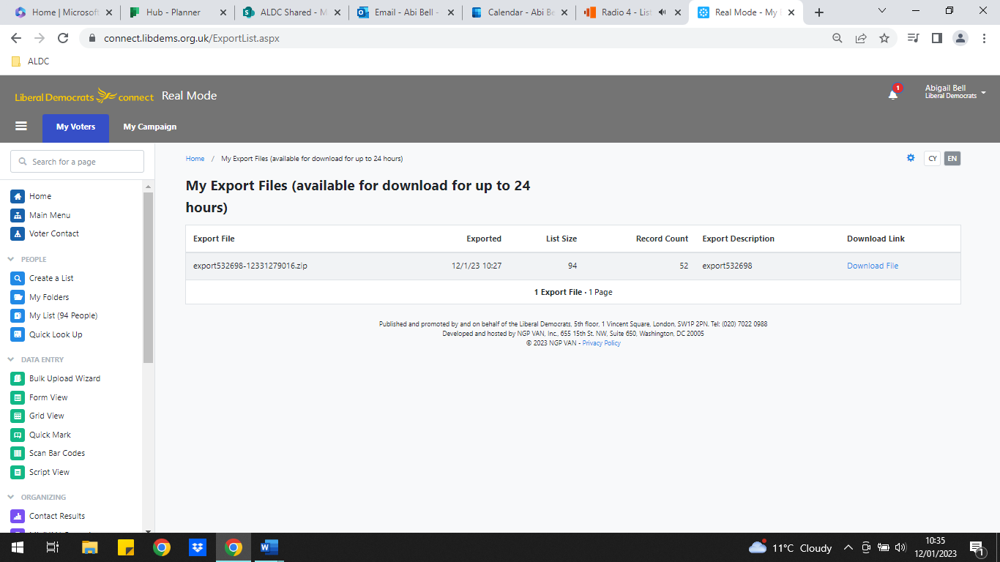 Home | Microsoft
Hub - Planner
ALDC Shared - M
Email - Abi Bell -
Calendar - Abi Be
Radio 4 - List
Real Mode - My E
connect.libdems.org.uk/ExportList.aspx
ALDC
Liberal Democrats connect Real Mode
1
Abigail Bell
Liberal Democrats
My Voters
My Campaign
Search for a page
Home
Main Menu
Voter Contact
PEOPLE
Create a List
My Folders
My List (94 People)
Quick Look Up
DATA ENTRY
Bulk Upload Wizard
Form View
Grid View
Quick Mark
Scan Bar Codes
Script View
ORGANIZING
Contact Results
Home / My Export Files (available for download for up to 24 hours)
CY EN
My Export Files (available for download for up to 24
hours)
Export File Exported List Size Record Count Export Description Download Link
export532698-12331279016.zip 12/1/23 10:27 94 52 export532698 Download File
1 Export File • 1 Page
Published and promoted by and on behalf of the Liberal Democrats, 5th floor, 1 Vincent Square, London, SW1P 2PN. Tel: (020) 7022 0988
Developed and hosted by NGP VAN, Inc., 655 15th St. NW, Suite 650, Washington, DC 20005
© 2023 NGP VAN - Privacy Policy
11°C Cloudy
10:35
12/01/2023
1